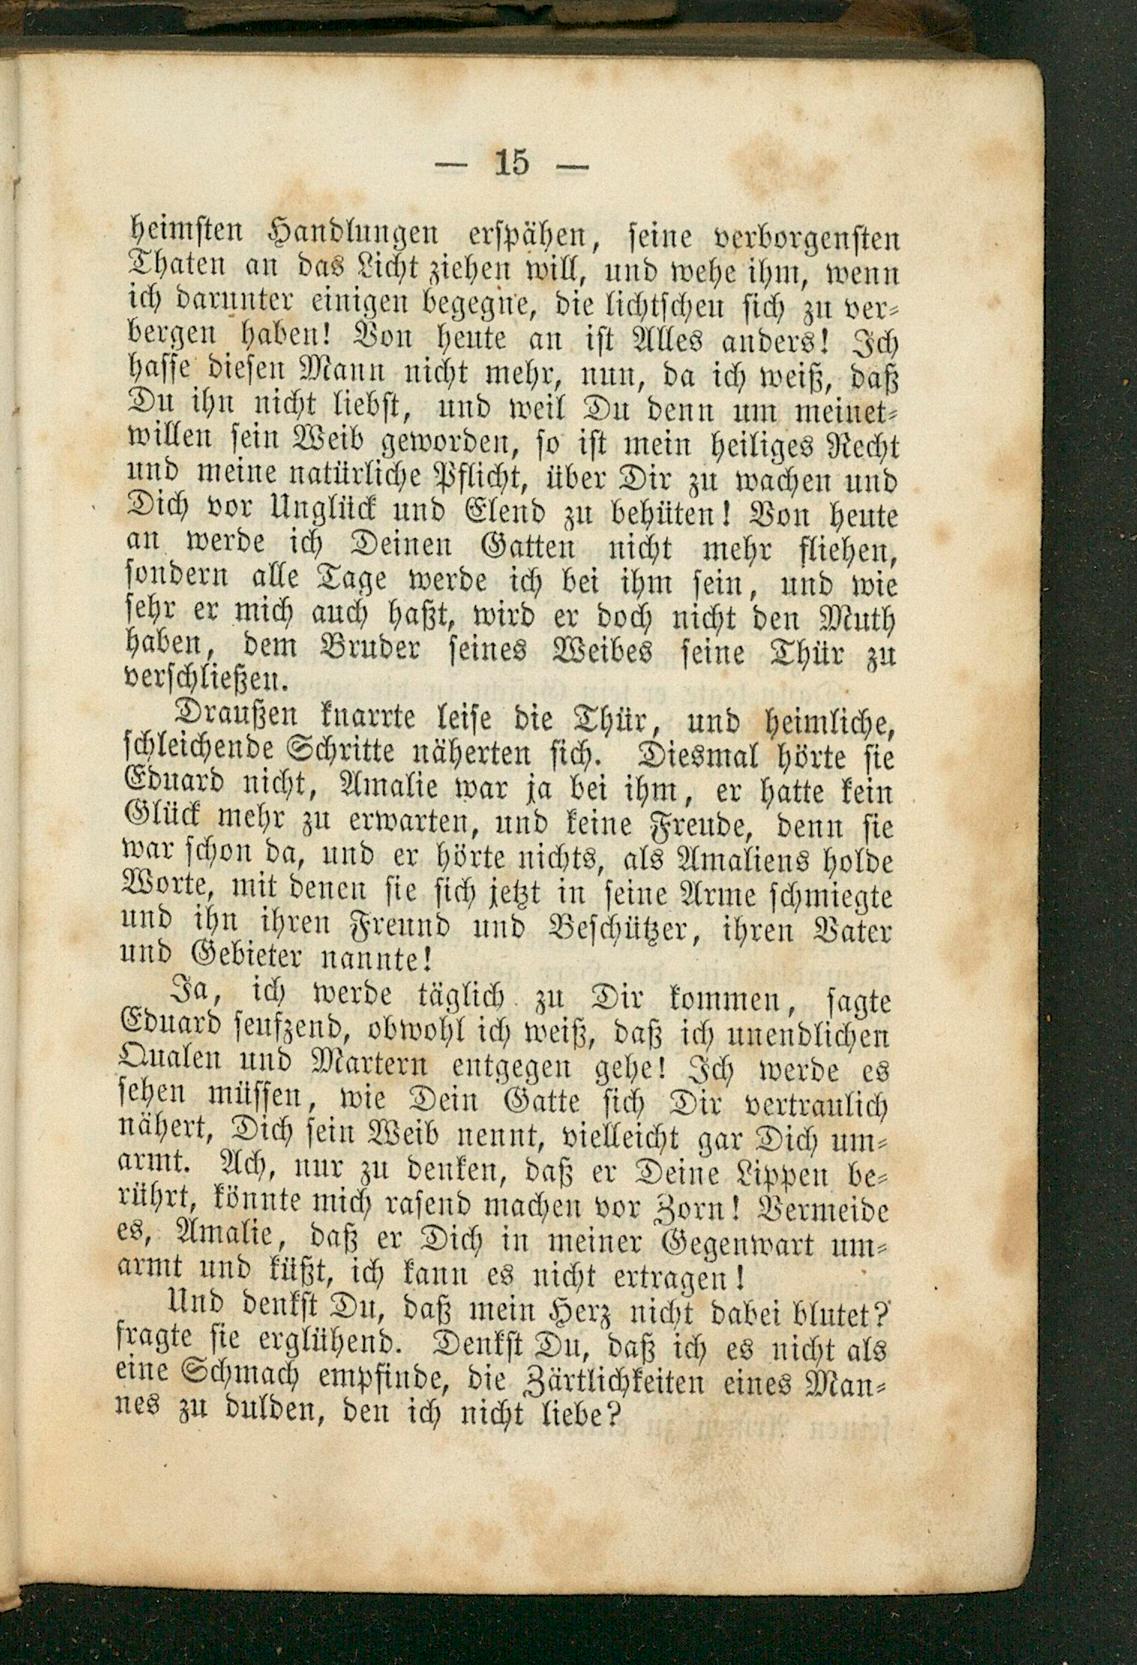 — 15 —
heimsten Handlungen erspähen, seine verborgensten
Thaten an das Licht ziehen will, und wehe ihm, wenn
ich darunter einigen begegne, die lichtscheu sich zu ver-
bergen haben! Von heute an ist Alles anders! Ich
hasse diesen Mann nicht mehr, nun, da ich weiß, daß
Du ihn nicht liebst, und weil Du denn um meinet-
willen sein Weib geworden, so ist mein heiliges Recht
und meine natürliche Pflicht, über Dir zu wachen und
Dich vor Unglück und Elend zu behüten! Von heute
an werde ich Deinen Gatten nicht mehr fliehen,
sondern alle Tage werde ich bei ihm sein, und wie
sehr er mich auch haßt, wird er doch nicht den Muth
haben, dem Bruder seines Weibes seine Thür zu
verschließen.
Draußen knarrte leise die Thür, und heimliche,
schleichende Schritte näherten sich. Diesmal hörte sie
Eduard nicht, Amalie war ja bei ihm, er hatte kein
Glück mehr zu erwarten, und keine Freude, denn sie
war schon da, und er hörte nichts, als Amaliens holde
Worte, mit denen sie sich jetzt in seine Arme schmiegte
und ihn ihren Freund und Beschützer, ihren Vater
und Gebieter nannte!
Ja, ich werde täglich zu Dir kommen, sagte
Eduard seufzend, obwohl ich weiß, daß ich unendlichen
Qualen und Martern entgegen gehe! Ich werde es
sehen müssen, wie Dein Gatte sich Dir vertraulich
nähert, Dich sein Weib nennt, vielleicht gar Dich um-
armt. Ach, nur zu denken, daß er Deine Lippen be-
rührt, könnte mich rasend machen vor Zorn! Vermeide
es, Amalie, daß er Dich in meiner Gegenwart um-
armt und küßt, ich kann es nicht ertragen!
Und denkst Du, daß mein Herz nicht dabei blutet?
fragte sie erglühend. Denkst Du, daß ich es nicht als
eine Schmach empfinde, die Zärtlichkeiten eines Man-
nes zu dulden, den ich nicht liebe?